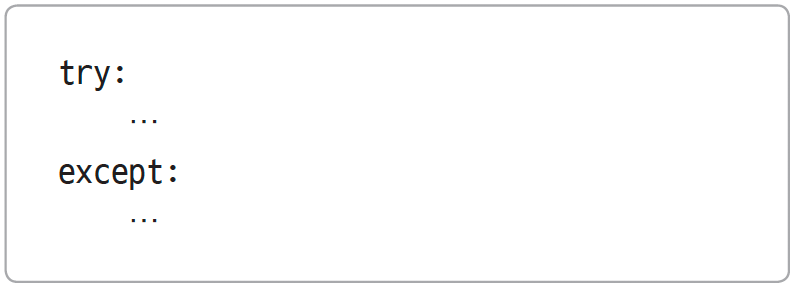 try:
    …
except:
    …